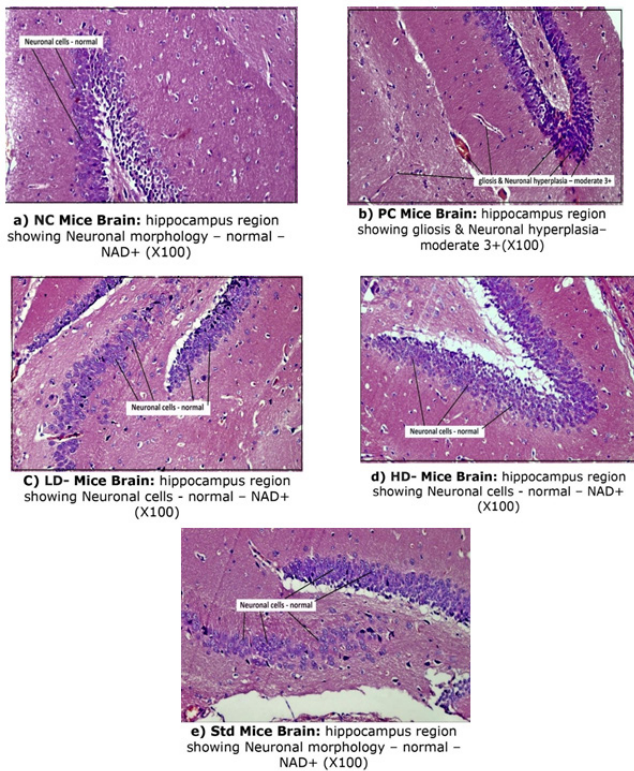 Neuronal cells - normal
gliosis & Neuronal hyperplasia – moderate 3+
a) NC Mice Brain: hippocampus region
showing Neuronal morphology – normal –
NAD+ (X100)
b) PC Mice Brain: hippocampus region
showing gliosis & Neuronal hyperplasia–
moderate 3+(X100)
Neuronal cells - normal
Neuronal cells - normal
C) LD- Mice Brain: hippocampus region
showing Neuronal cells - normal – NAD+
(X100)
d) HD- Mice Brain: hippocampus region
showing Neuronal cells - normal – NAD+
(X100)
Neuronal cells - normal
e) Std Mice Brain: hippocampus region
showing Neuronal morphology – normal –
NAD+ (X100)